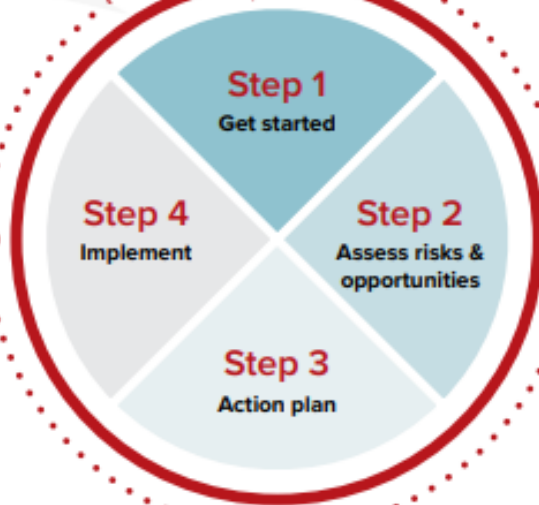 Step 1
Get started
Step 2
Assess risks &
opportunities
Step 3
Action plan
Step 4
Implement